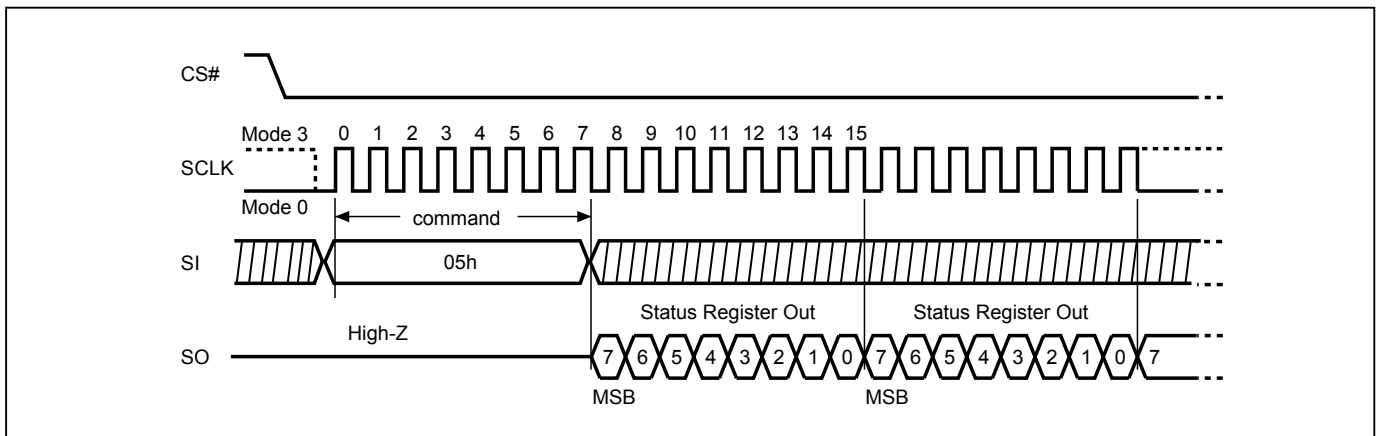 CS#
Mode 3 0 1 2 3 4 5 6 7 8 9 10 11 12 13 14 15
SCLK
Mode 0
command
SI 05h
Status Register Out Status Register Out
High-Z
SO 7 6 5 4 3 2 1 0 7 6 5 4 3 2 1 0 7
MSB MSB